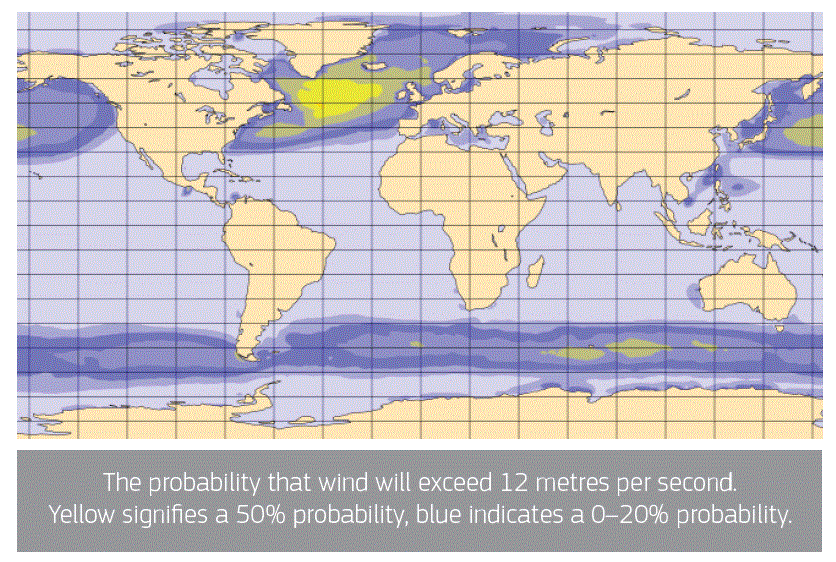 The probability that wind will exceed 12 metres per second.
Yellow signifies a 50% probability, blue indicates a 0–20% probability.